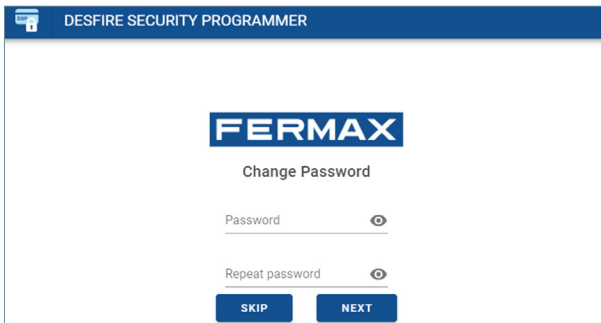 DESFIRE SECURITY PROGRAMMER
FERMAX
Change Password
Password
Repeat password
SKIP NEXT